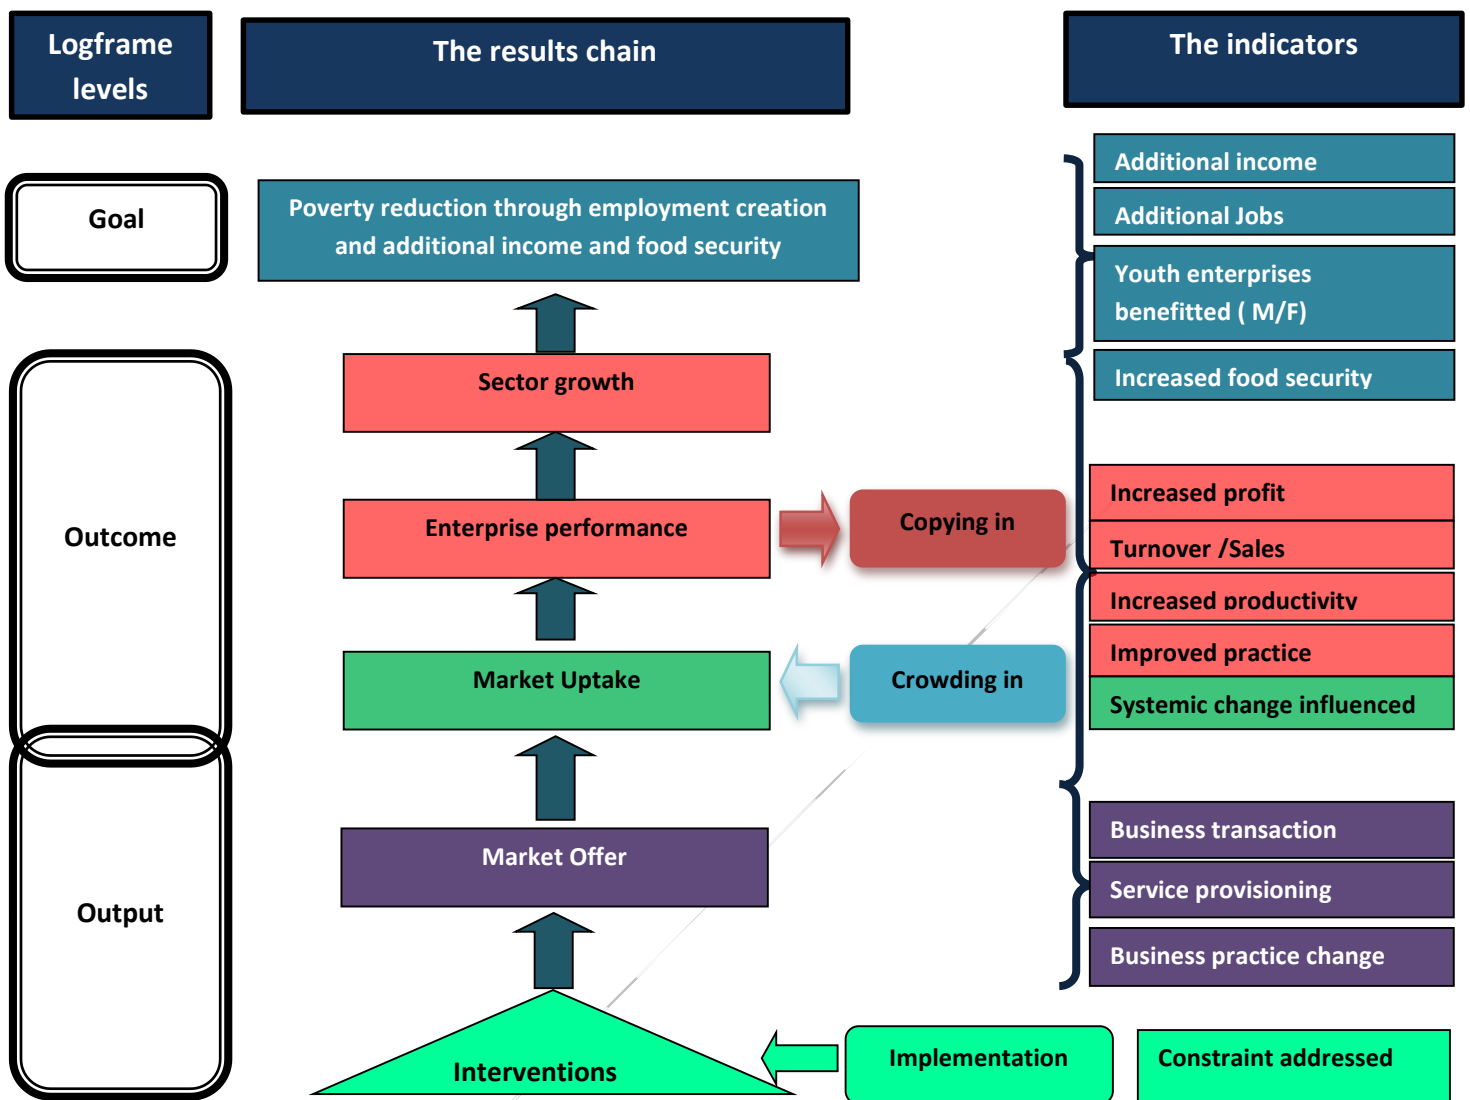 Logframe
levels
The results chain
The indicators
Goal
Poverty reduction through employment creation
and additional income and food security
Additional income
Additional Jobs
Youth enterprises
benefitted ( M/F)
Increased food security
Outcome
Sector growth
Enterprise performance
Copying in
Market Uptake
Crowding in
Increased profit
Turnover /Sales
Increased productivity
Improved practice
Systemic change influenced
Output
Market Offer
Business transaction
Service provisioning
Business practice change
Interventions
Implementation
Constraint addressed